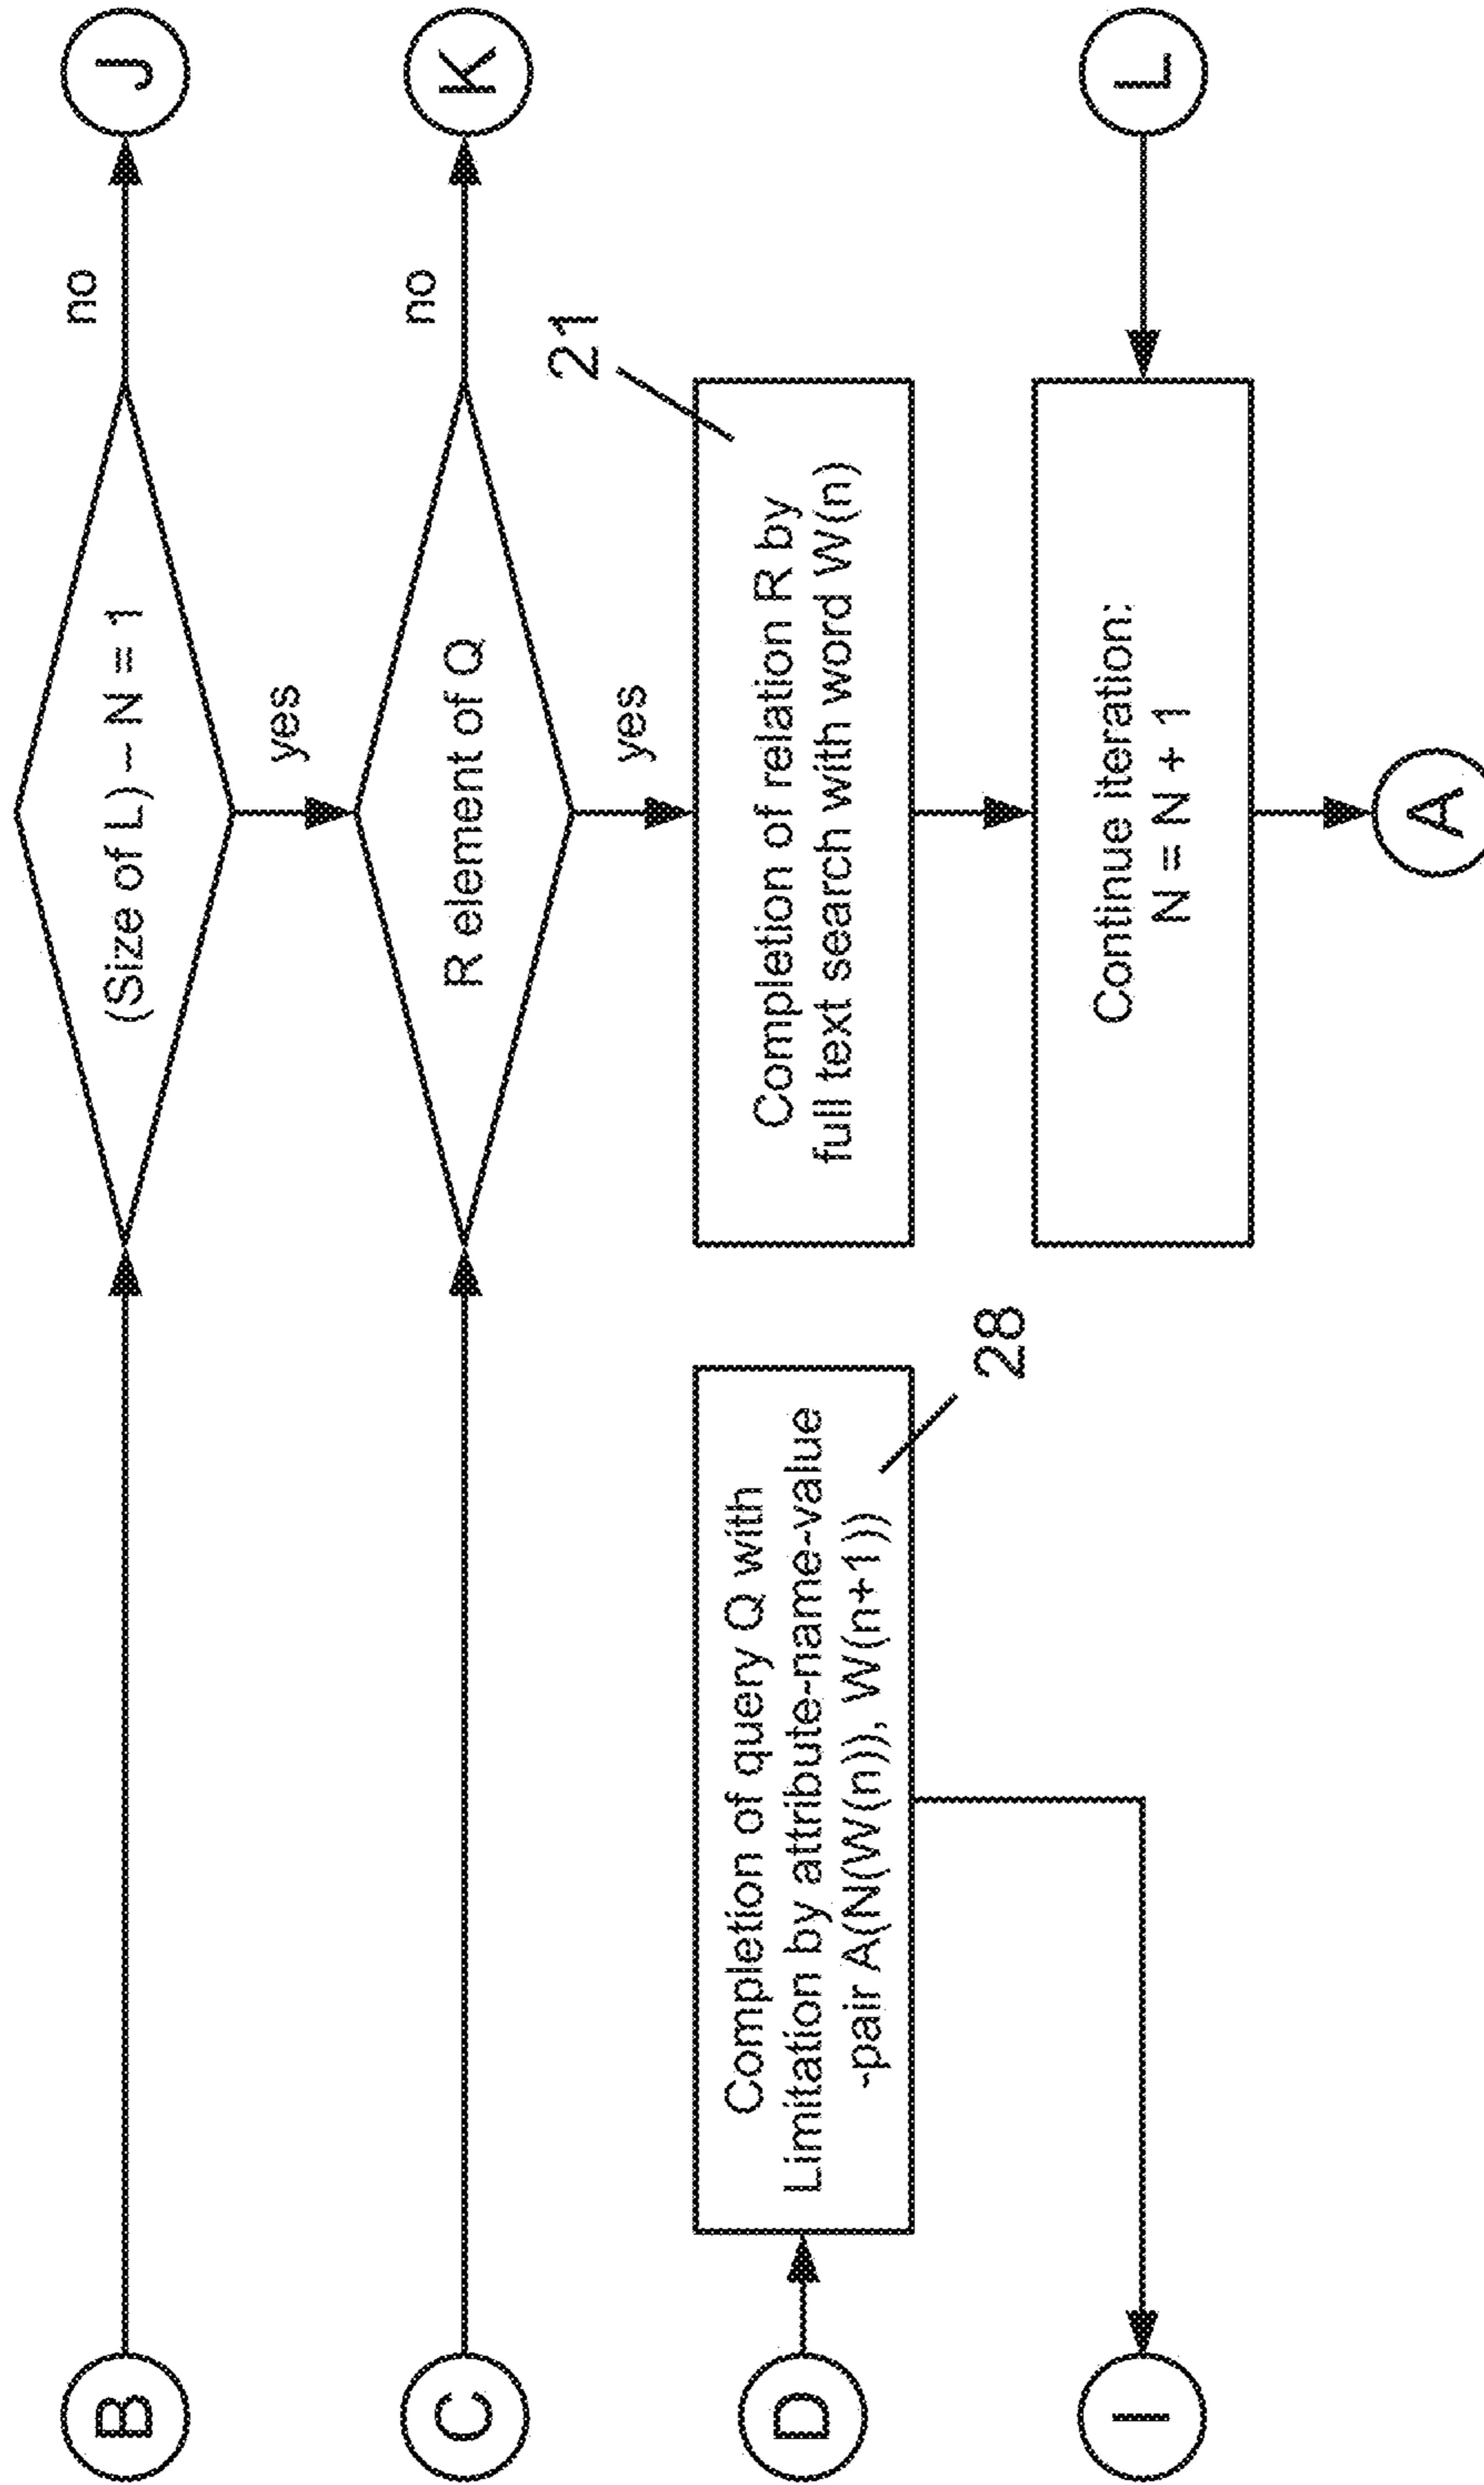 B
(Size of L) – N = 1
no
J
yes
C
R element of Q
no
K
yes
D
Completion of query Q with
Limitation by attribute-name-value
-pair A(N(W(n)), W(n+1))
28
Completion of relation R by
full text search with word W(n)
21
I
Continue iteration:
N = N + 1
L
A